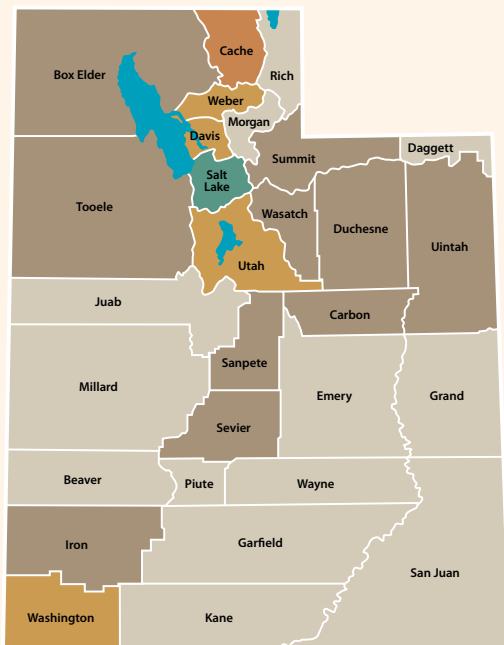 Cache
Box Elder
Rich
Weber
Morgan
Davis
Daggett
Summit
Salt
Lake
Tooele
Wasatch
Duchesne
Uintah
Utah
Juab
Carbon
Sanpete
Millard
Emery
Grand
Sevier
Beaver
Piute
Wayne
Iron
Garfield
San Juan
Washington
Kane